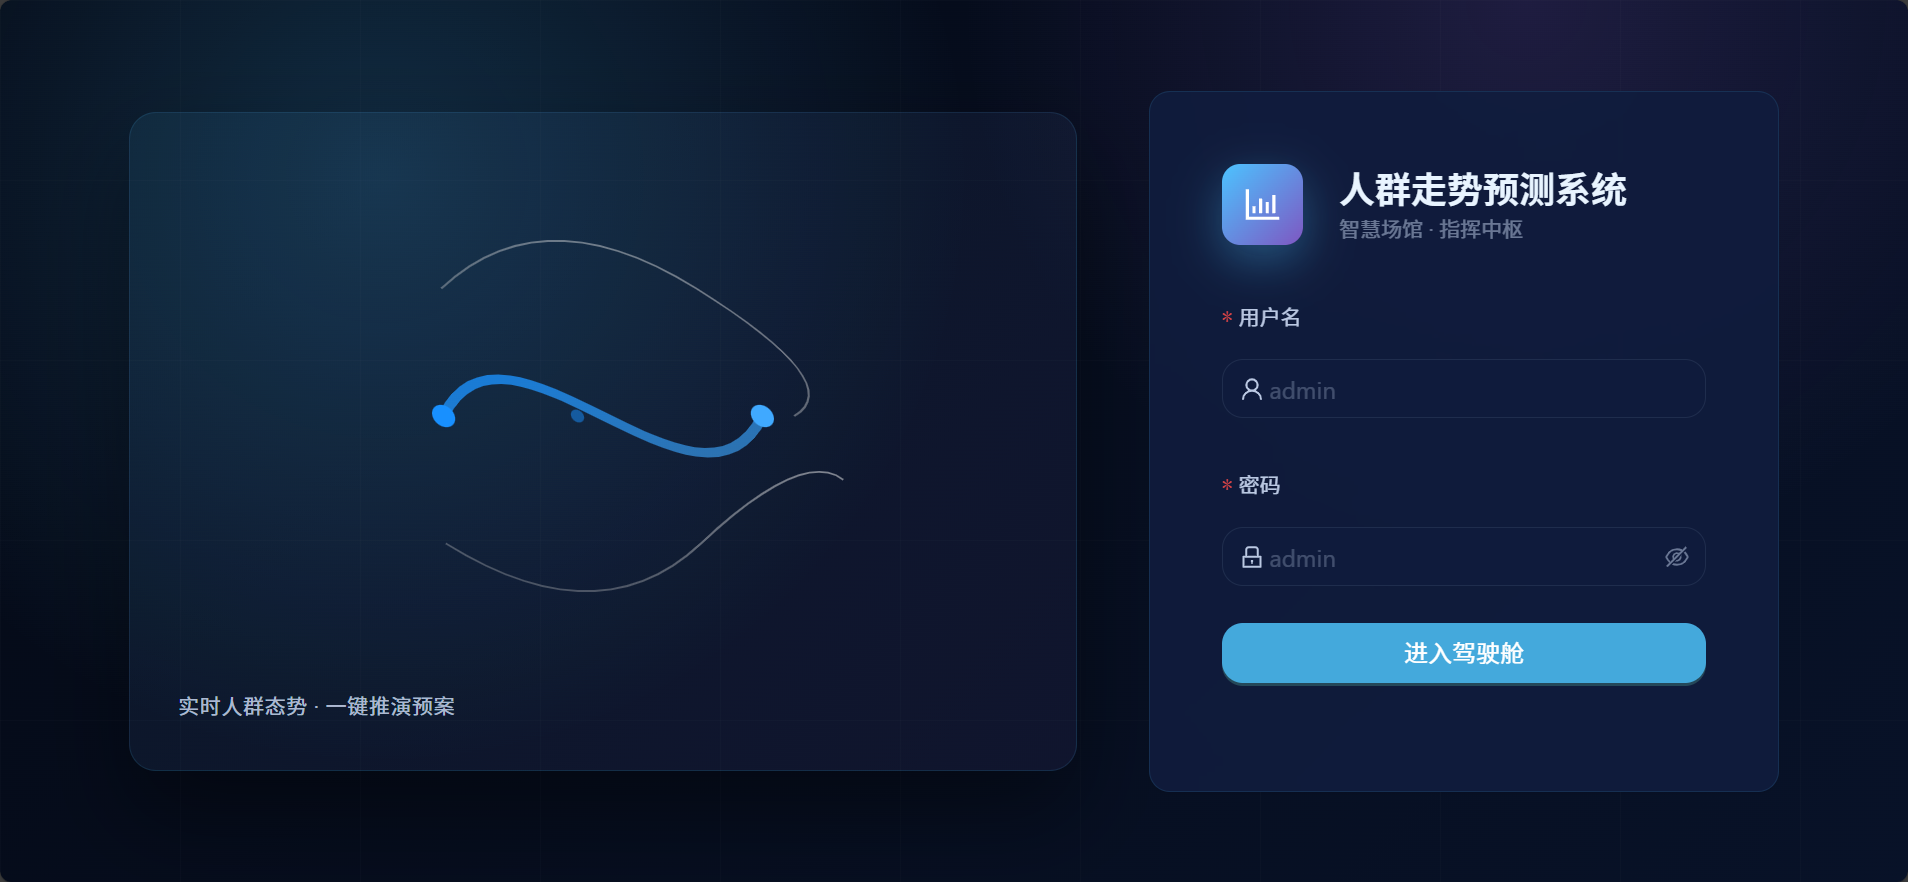 实时人群态势 · 一键推演预案
人群走势预测系统
智慧场馆 · 指挥中枢
* 用户名
admin
* 密码
admin
进入驾驶舱